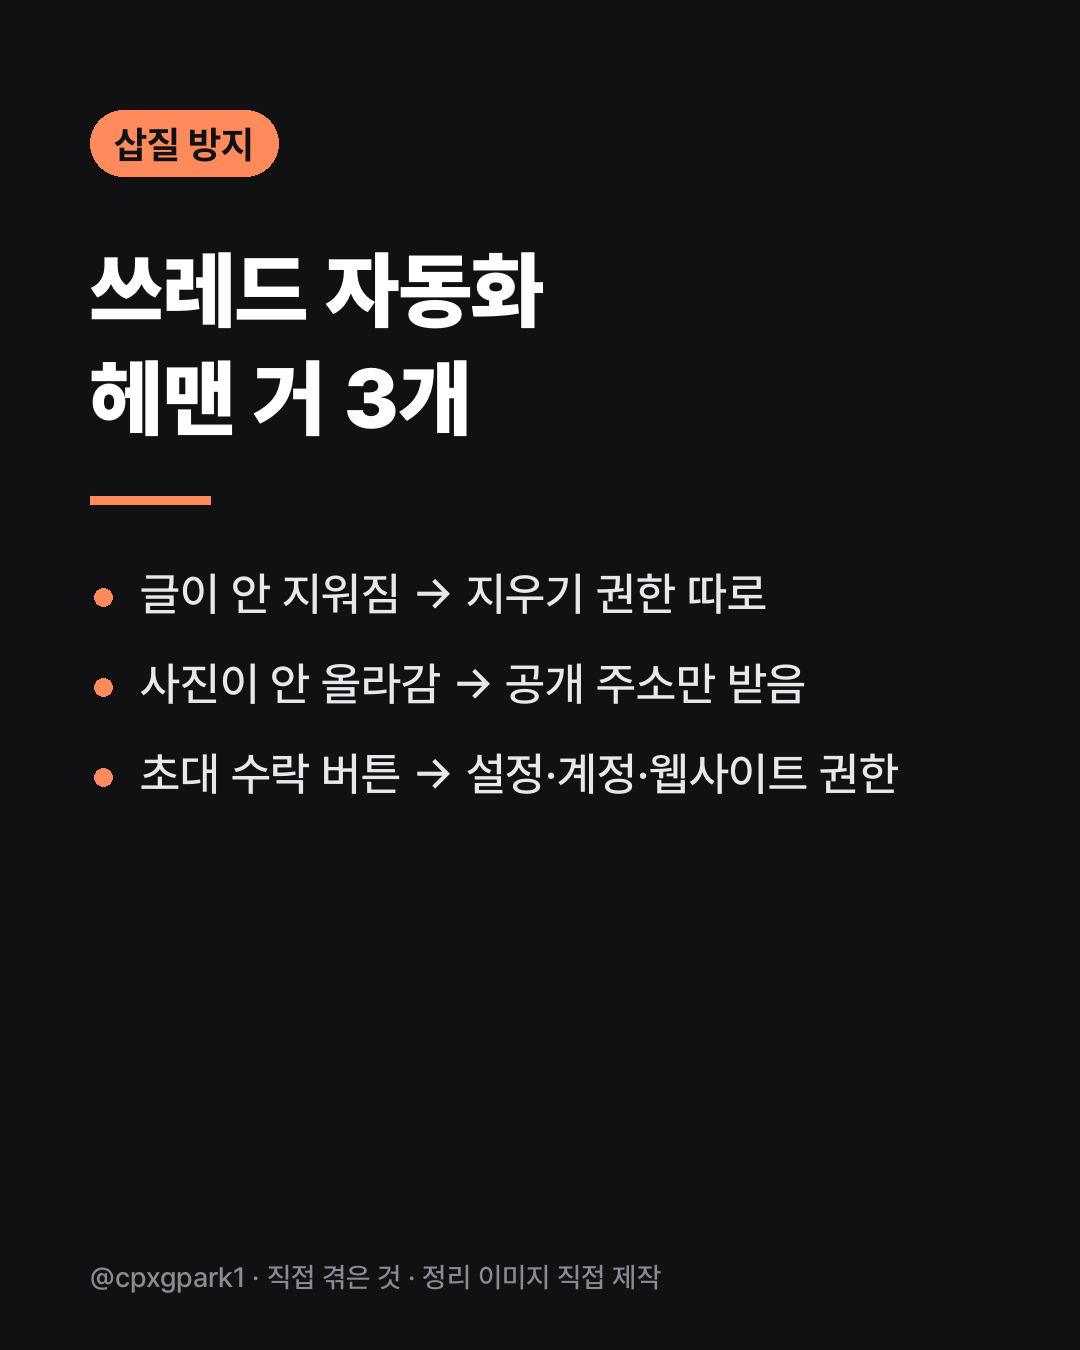 삽질 방지
쓰레드 자동화
헤맨 거 3개
● 글이 안 지워짐 → 지우기 권한 따로
● 사진이 안 올라감 → 공개 주소만 받음
● 초대 수락 버튼 → 설정·계정·웹사이트 권한
@cpxgpark1 · 직접 겪은 것 · 정리 이미지 직접 제작